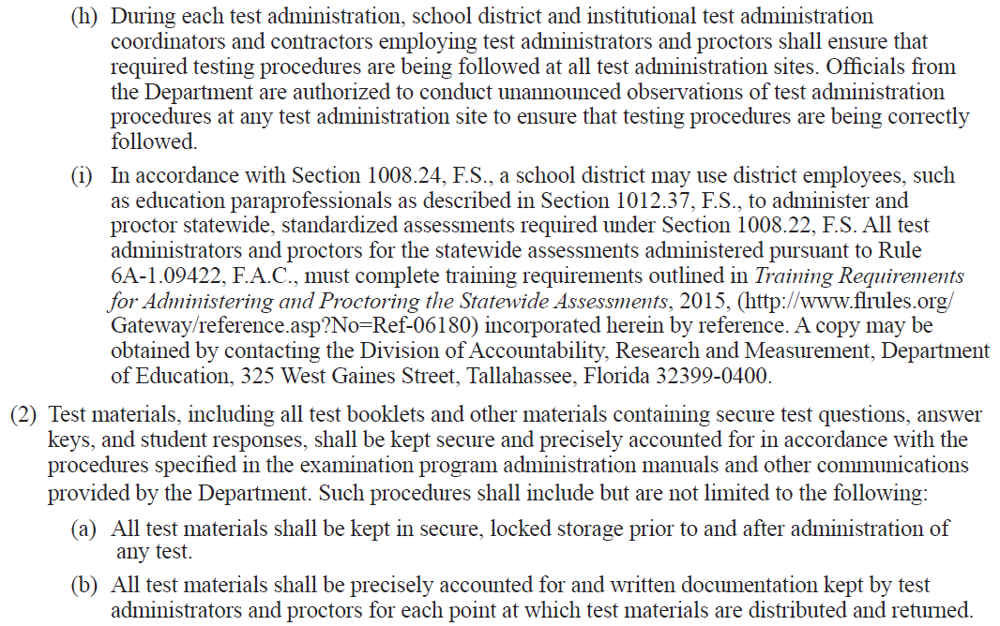 (h) During each test administration, school district and institutional test administration
coordinators and contractors employing test administrators and proctors shall ensure that
required testing procedures are being followed at all test administration sites. Officials from
the Department are authorized to conduct unannounced observations of test administration
procedures at any test administration site to ensure that testing procedures are being correctly
followed.
(i) In accordance with Section 1008.24, F.S., a school district may use district employees, such
as education paraprofessionals as described in Section 1012.37, F.S., to administer and
proctor statewide, standardized assessments required under Section 1008.22, F.S. All test
administrators and proctors for the statewide assessments administered pursuant to Rule
6A-1.09422, F.A.C., must complete training requirements outlined in Training Requirements
for Administering and Proctoring the Statewide Assessments, 2015, (http://www.flrules.org/
Gateway/reference.asp?No=Ref-06180) incorporated herein by reference. A copy may be
obtained by contacting the Division of Accountability, Research and Measurement, Department
of Education, 325 West Gaines Street, Tallahassee, Florida 32399-0400.
(2) Test materials, including all test booklets and other materials containing secure test questions, answer
keys, and student responses, shall be kept secure and precisely accounted for in accordance with the
procedures specified in the examination program administration manuals and other communications
provided by the Department. Such procedures shall include but are not limited to the following:
(a) All test materials shall be kept in secure, locked storage prior to and after administration of
any test.
(b) All test materials shall be precisely accounted for and written documentation kept by test
administrators and proctors for each point at which test materials are distributed and returned.